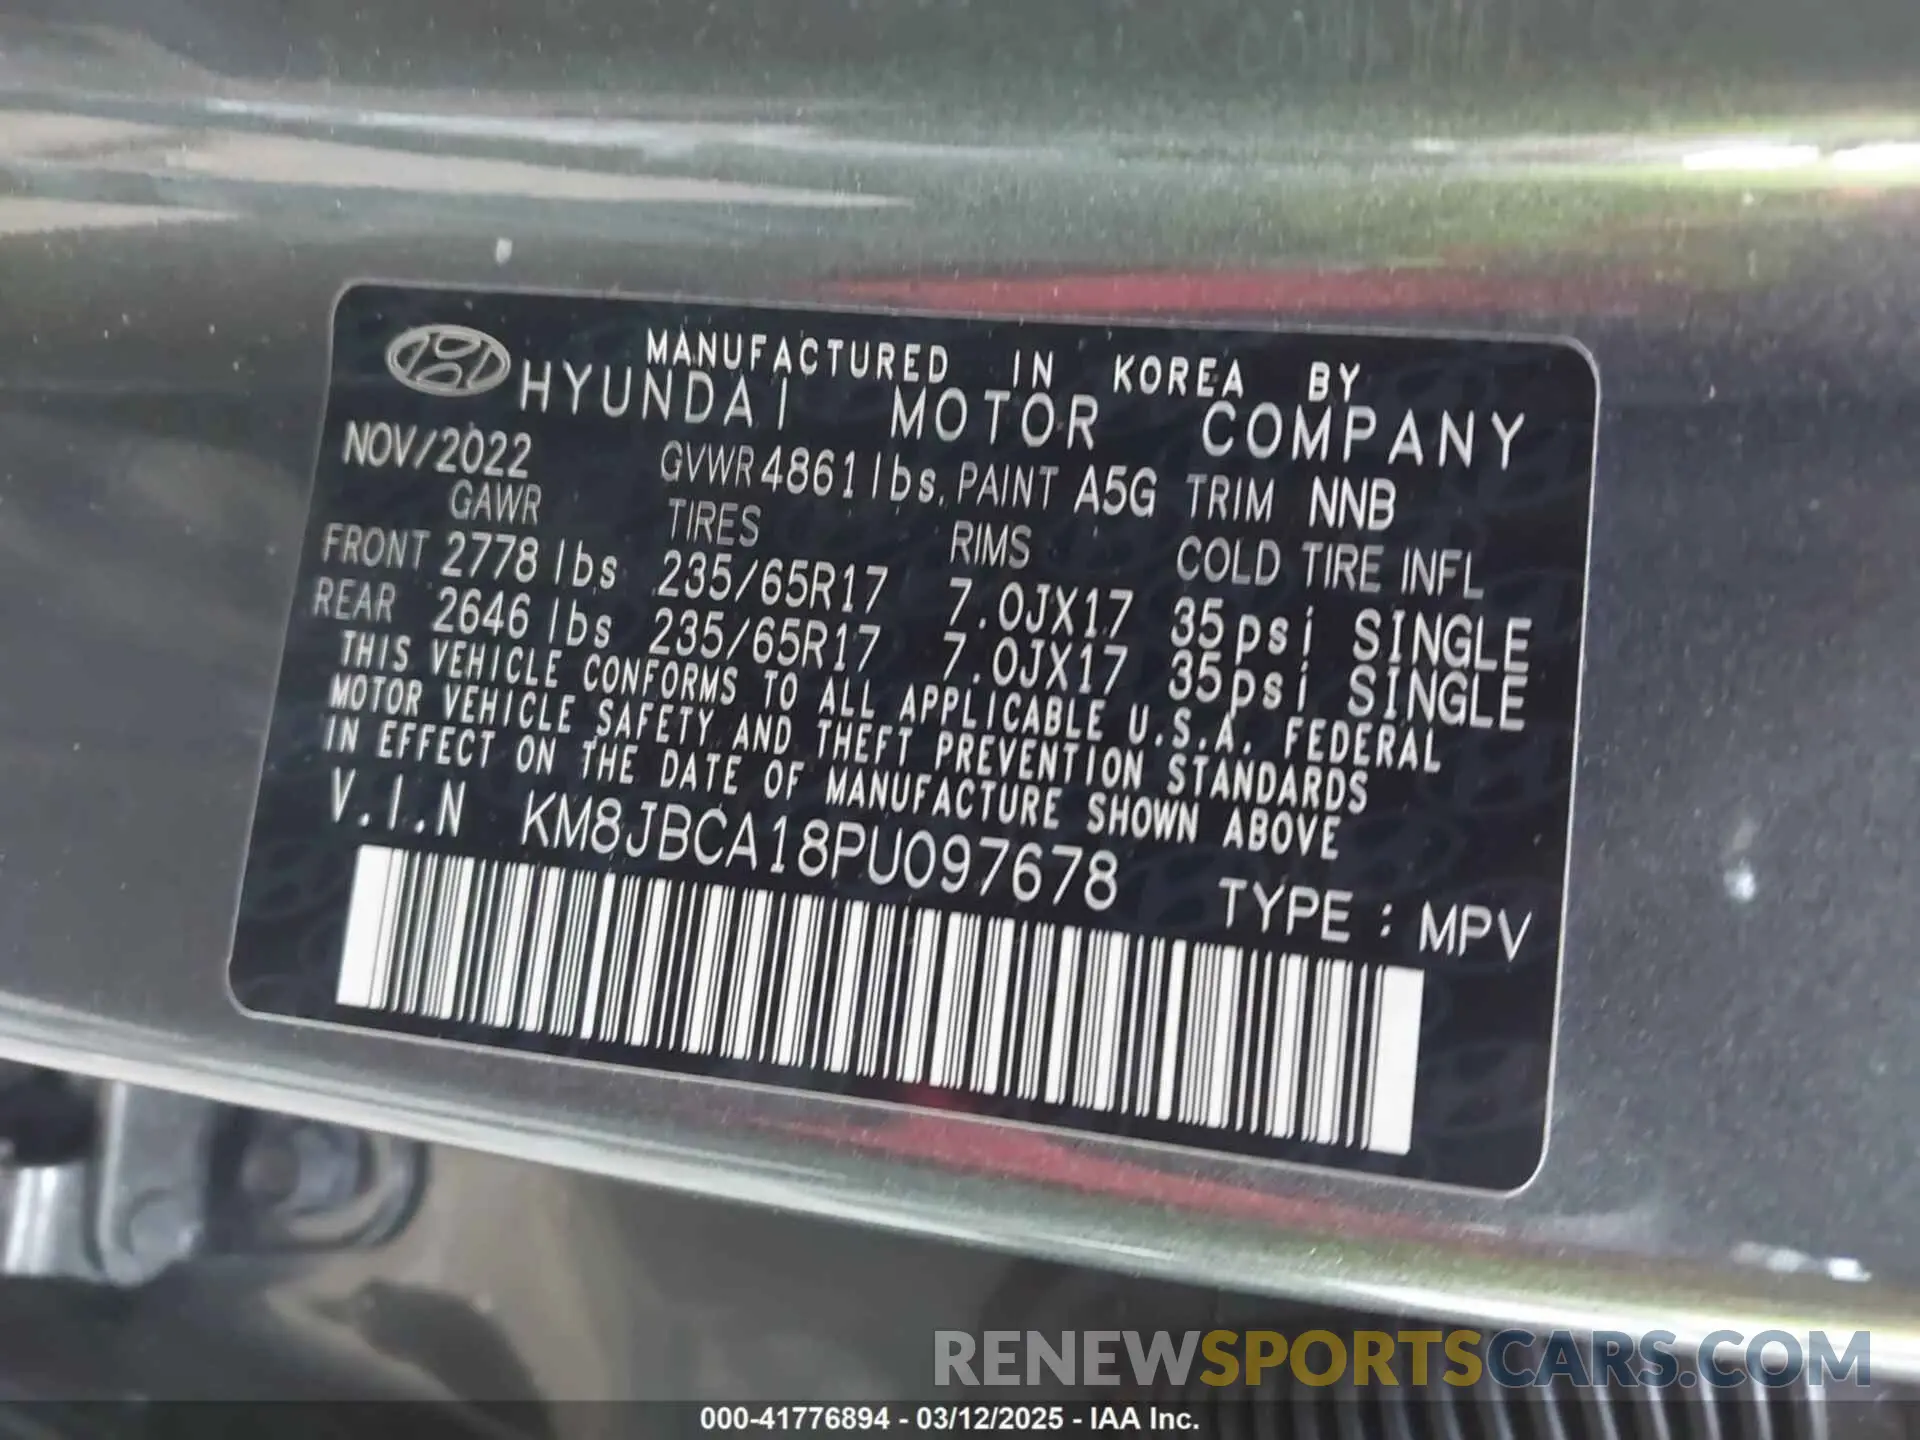 MANUFACTURED IN KOREA BY
HYUNDAI MOTOR COMPANY
NOV/2022 GVWR 4861 lbs. PAINT A5G TRIM NNB
GAWR TIRES RIMS COLD TIRE INFL
FRONT 2778 lbs 235/65R17 7.0JX17 35psi SINGLE
REAR 2646 lbs 235/65R17 7.0JX17 35psi SINGLE
THIS VEHICLE CONFORMS TO ALL APPLICABLE U.S.A. FEDERAL
MOTOR VEHICLE SAFETY AND THEFT PREVENTION STANDARDS
IN EFFECT ON THE DATE OF MANUFACTURE SHOWN ABOVE
V.I.N KM8JBCA18PU097678
TYPE : MPV
RENEWSPORTSCARS.COM
000-41776894 - 03/12/2025 - IAA Inc.